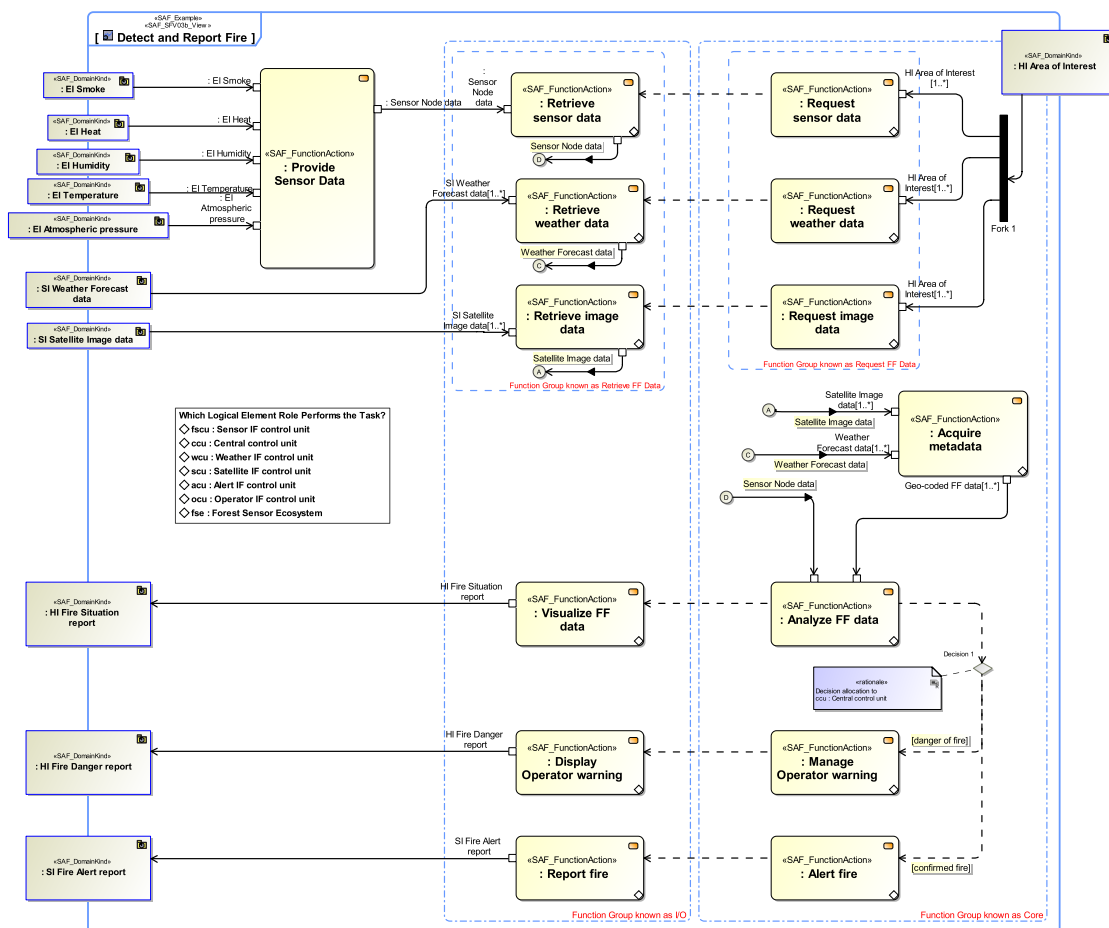 «SAF_Example»
«SAF_SFV03b_View »
[ Detect and Report Fire ]
«SAF_DomainKind»
: HI Area of Interest
«SAF_DomainKind»
: EI Smoke
«SAF_DomainKind»
: EI Heat
«SAF_DomainKind»
: EI Humidity
«SAF_DomainKind»
: EI Temperature
«SAF_DomainKind»
: EI Atmospheric pressure
«SAF_DomainKind»
: SI Weather Forecast
data
«SAF_DomainKind»
: SI Satellite Image data
: EI Smoke
: EI Heat
: EI Humidity
: EI Temperature
: EI
Atmospheric
pressure
«SAF_FunctionAction»
: Provide
Sensor Data
: Sensor Node data
:
Sensor
Node
data
«SAF_FunctionAction»
: Retrieve
sensor data
Sensor Node data
D
SI Weather
Forecast data[1..*]
«SAF_FunctionAction»
: Retrieve
weather data
Weather Forecast data
C
SI Satellite
Image data[1..*]
«SAF_FunctionAction»
: Retrieve image
data
Satellite Image data
A
Function Group known as Retrieve FF Data
«SAF_FunctionAction»
: Request
sensor data
HI Area of Interest
[1..*]
«SAF_FunctionAction»
: Request
weather data
HI Area of
Interest[1..*]
«SAF_FunctionAction»
: Request image
data
HI Area of
Interest[1..*]
Fork 1
Function Group known as Request FF Data
Which Logical Element Role Performs the Task?
fscu : Sensor IF control unit
ccu : Central control unit
wcu : Weather IF control unit
scu : Satellite IF control unit
acu : Alert IF control unit
ocu : Operator IF control unit
fse : Forest Sensor Ecosystem
A
Satellite Image
data[1..*]
Satellite Image data
C
Weather
Forecast data[1..*]
Weather Forecast data
«SAF_FunctionAction»
: Acquire
metadata
D
Sensor Node data
Geo-coded FF data[1..*]
«SAF_DomainKind»
: HI Fire Situation
report
HI Fire Situation
report
«SAF_FunctionAction»
: Visualize FF
data
«SAF_FunctionAction»
: Analyze FF data
Decision 1
«rationale»
Decision allocation to
ccu : Central control unit
«SAF_DomainKind»
: HI Fire Danger report
HI Fire Danger
report
«SAF_FunctionAction»
: Display
Operator warning
«SAF_FunctionAction»
: Manage
Operator warning
[danger of fire]
«SAF_DomainKind»
: SI Fire Alert report
SI Fire Alert
report
«SAF_FunctionAction»
: Report fire
«SAF_FunctionAction»
: Alert fire
[confirmed fire]
Function Group known as I/O
Function Group known as Core